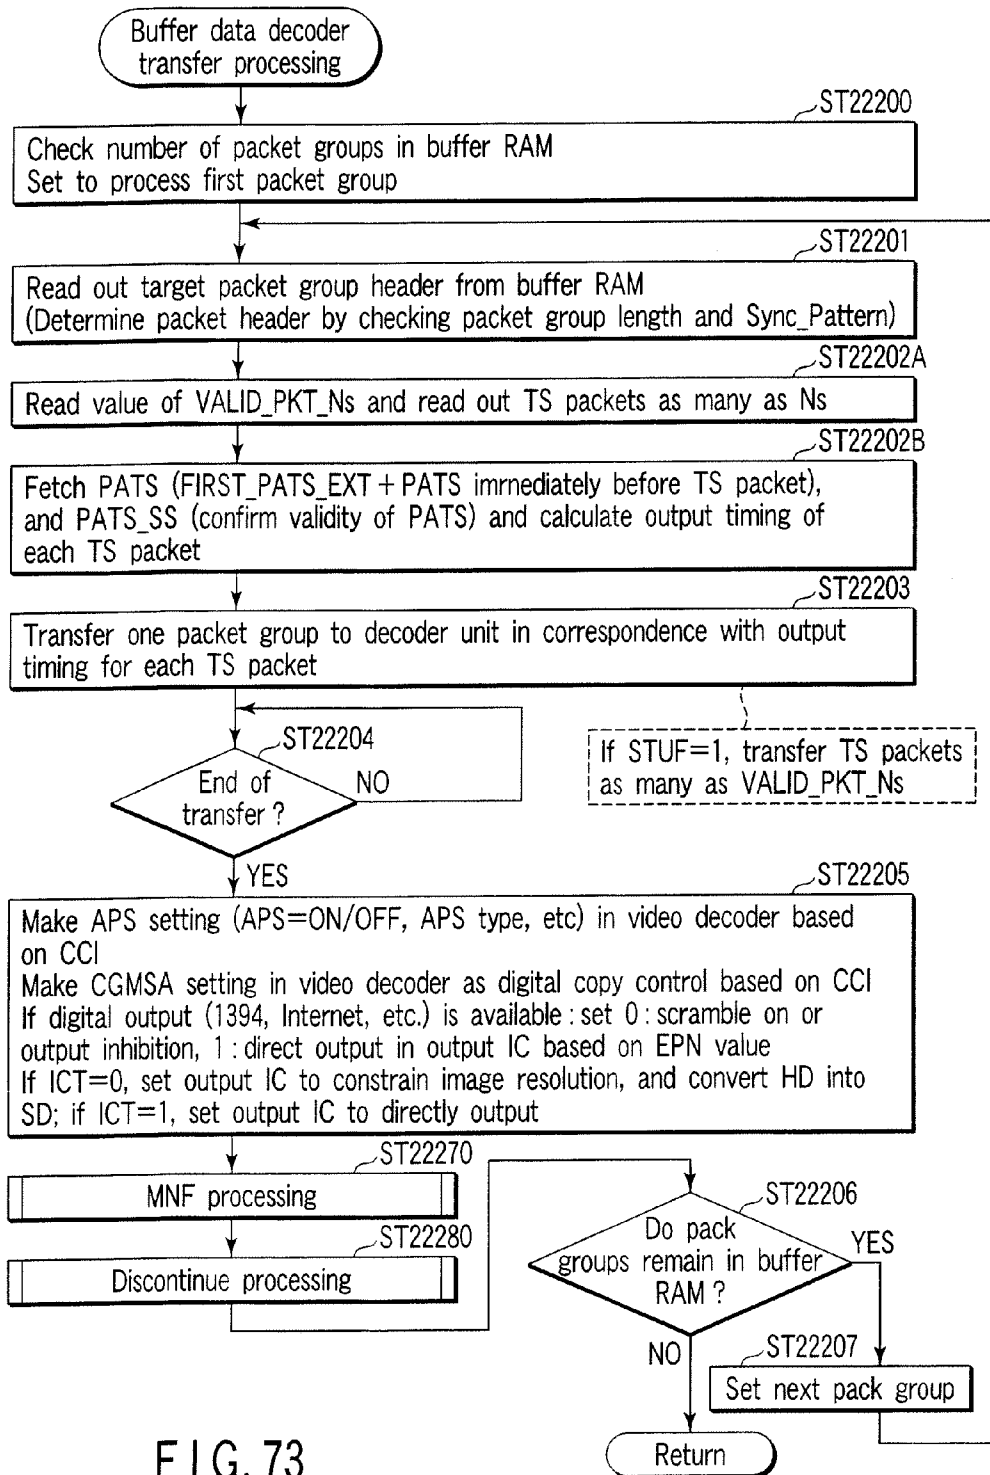 Buffer data decoder
transfer processing
ST22200
Check number of packet groups in buffer RAM
Set to process first packet group
ST22201
Read out target packet group header from buffer RAM
(Determine packet header by checking packet group length and Sync_Pattern)
ST22202A
Read value of VALID_PKT_Ns and read out TS packets as many as Ns
ST22202B
Fetch PATS (FIRST_PATS_EXT+PATS imrnediately before TS packet),
and PATS_SS (confirm validity of PATS) and calculate output timing of
each TS packet
ST22203
Transfer one packet group to decoder unit in correspondence with output
timing for each TS packet
If STUF=1, transfer TS packets
as many as VALID_PKT_Ns
ST22204
End of
transfer ?
NO
YES
ST22205
Make APS setting (APS=ON/OFF, APS type, etc) in video decoder based
on CCI
Make CGMSA setting in video decoder as digital copy control based on CCI
If digital output (1394, Internet, etc.) is available : set 0 : scramble on or
output inhibition, 1 : direct output in output IC based on EPN value
If ICT=0, set output IC to constrain image resolution, and convert HD into
SD; if ICT=1, set output IC to directly output
ST22270
MNF processing
ST22280
Discontinue processing
ST22206
Do pack
groups remain in buffer
RAM ?
YES
NO
ST22207
Set next pack group
Return
FIG. 73